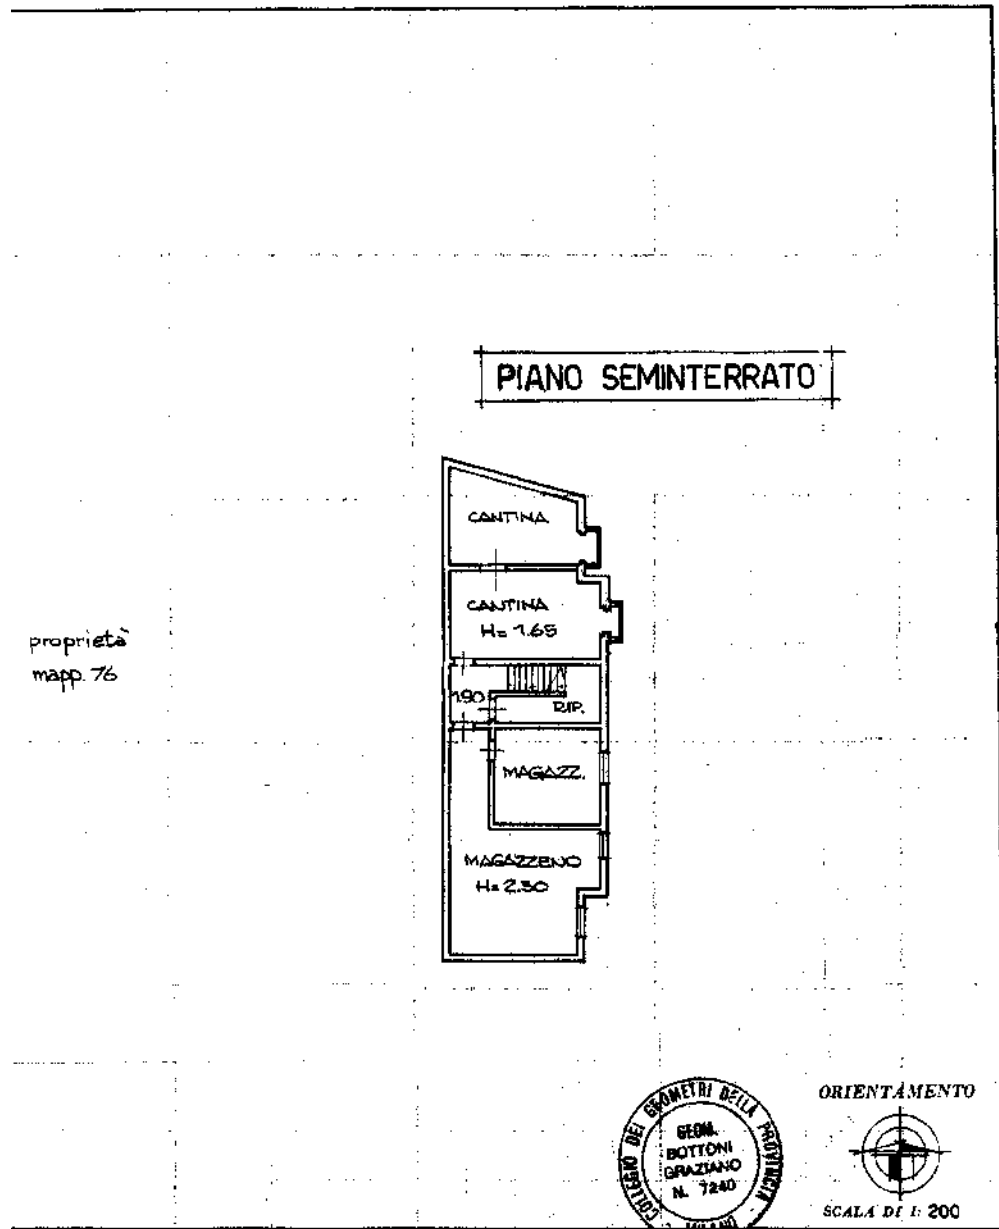 PIANO SEMINTERRATO
CANTINA
CANTINA
H= 1.65
proprietà
mapp. 76
1.90
RIP.
MAGAZZ.
MAGAZZENO
H= 2.30
COLLEGIO DEI GEOMETRI DELLA PROVINCIA
GEOM.
BOTTONI
GRAZIANO
N. 7240
MILANO
ORIENTAMENTO
SCALA DI 1: 200